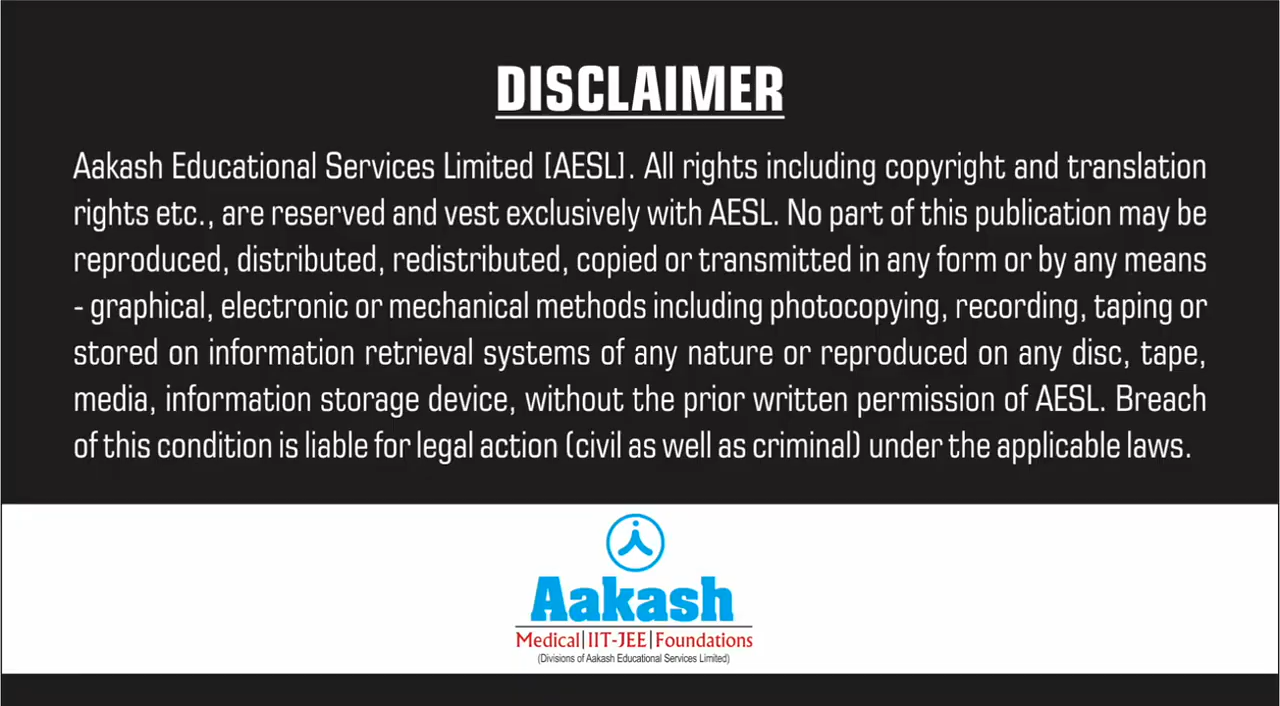 DISCLAIMER
Aakash Educational Services Limited [AESL]. All rights including copyright and translation
rights etc., are reserved and vest exclusively with AESL. No part of this publication may be
reproduced, distributed, redistributed, copied or transmitted in any form or by any means
- graphical, electronic or mechanical methods including photocopying, recording, taping or
stored on information retrieval systems of any nature or reproduced on any disc, tape,
media, information storage device, without the prior written permission of AESL. Breach
of this condition is liable for legal action (civil as well as criminal) under the applicable laws.
Aakash
Medical|IIT-JEE|Foundations
(Divisions of Aakash Educational Services Limited)